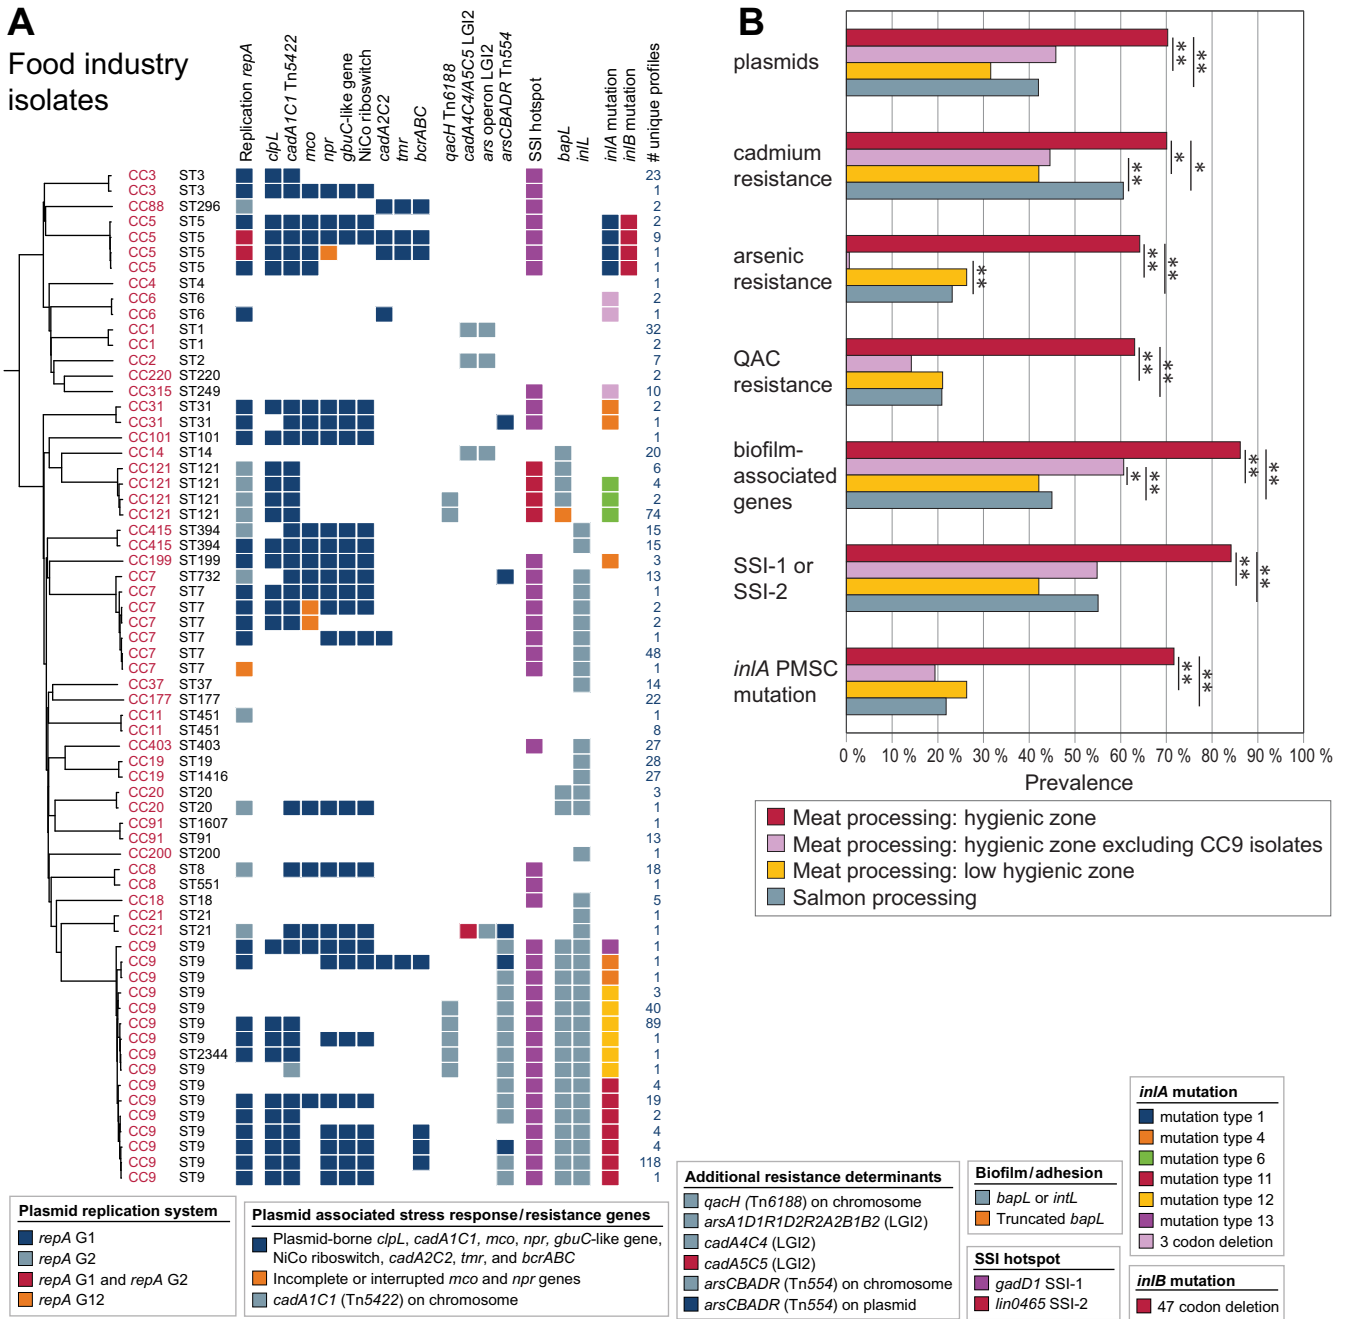 A
Food industry
isolates
Replication repA
clpL
cadA1C1 Tn5422
mco
npr
gbuC-like gene
NiCo riboswitch
cadA2C2
tmr
bcrABC
qacH Tn6188
cadA4C4/A5C5 LGI2
ars operon LGI2
arsCBADR Tn554
SSI hotspot
bapL
inlL
inlA mutation
inlB mutation
# unique profiles
CC3 ST3 23
CC3 ST3 1
CC88 ST296 2
CC5 ST5 2
CC5 ST5 9
CC5 ST5 1
CC5 ST5 1
CC4 ST4 1
CC6 ST6 2
CC6 ST6 1
CC1 ST1 32
CC1 ST1 2
CC2 ST2 7
CC220 ST220 2
CC315 ST249 10
CC31 ST31 2
CC31 ST31 1
CC101 ST101 1
CC14 ST14 20
CC121 ST121 6
CC121 ST121 4
CC121 ST121 2
CC121 ST121 74
CC415 ST394 15
CC415 ST394 15
CC199 ST199 3
CC7 ST732 13
CC7 ST7 1
CC7 ST7 2
CC7 ST7 2
CC7 ST7 1
CC7 ST7 48
CC7 ST7 1
CC37 ST37 14
CC177 ST177 22
CC11 ST451 1
CC11 ST451 8
CC403 ST403 27
CC19 ST19 28
CC19 ST1416 27
CC20 ST20 3
CC20 ST20 1
CC91 ST1607 1
CC91 ST91 13
CC200 ST200 1
CC8 ST8 18
CC8 ST551 1
CC18 ST18 5
CC21 ST21 1
CC21 ST21 1
CC9 ST9 1
CC9 ST9 1
CC9 ST9 1
CC9 ST9 3
CC9 ST9 40
CC9 ST9 89
CC9 ST9 1
CC9 ST2344 1
CC9 ST9 1
CC9 ST9 4
CC9 ST9 19
CC9 ST9 2
CC9 ST9 4
CC9 ST9 4
CC9 ST9 118
CC9 ST9 1
Plasmid replication system
repA G1
repA G2
repA G1 and repA G2
repA G12
Plasmid associated stress response/resistance genes
Plasmid-borne clpL, cadA1C1, mco, npr, gbuC-like gene,
NiCo riboswitch, cadA2C2, tmr, and bcrABC
Incomplete or interrupted mco and npr genes
cadA1C1 (Tn5422) on chromosome
Additional resistance determinants
qacH (Tn6188) on chromosome
arsA1D1R1D2R2A2B1B2 (LGI2)
cadA4C4 (LGI2)
cadA5C5 (LGI2)
arsCBADR (Tn554) on chromosome
arsCBADR (Tn554) on plasmid
Biofilm/adhesion
bapL or intL
Truncated bapL
SSI hotspot
gadD1 SSI-1
lin0465 SSI-2
inlA mutation
mutation type 1
mutation type 4
mutation type 6
mutation type 11
mutation type 12
mutation type 13
3 codon deletion
inlB mutation
47 codon deletion
B
plasmids
** **
cadmium
resistance
** * *
arsenic
resistance
** ** **
QAC
resistance
** **
biofilm-
associated
genes
* ** ** **
SSI-1 or
SSI-2
** **
inlA PMSC
mutation
** **
0 % 10 % 20 % 30 % 40 % 50 % 60 % 70 % 80 % 90 % 100 %
Prevalence
Meat processing: hygienic zone
Meat processing: hygienic zone excluding CC9 isolates
Meat processing: low hygienic zone
Salmon processing